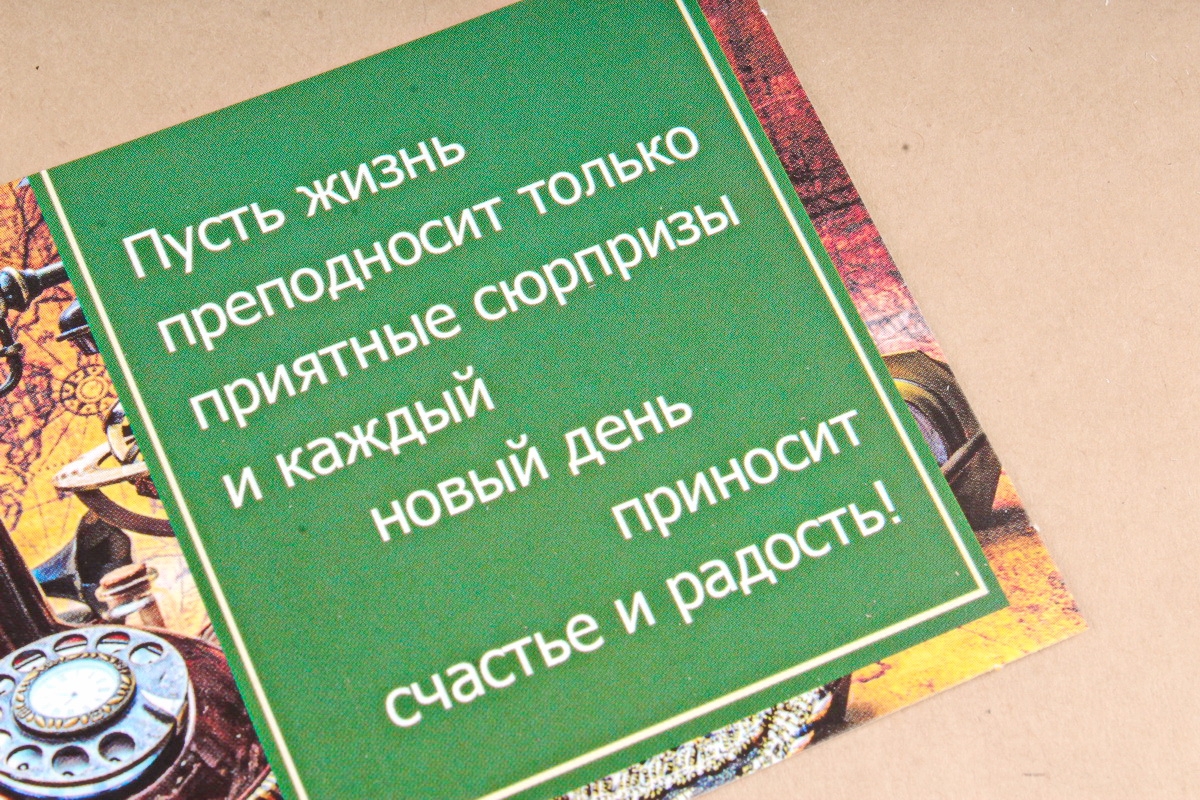 Пусть жизнь
преподносит только
приятные сюрпризы
и каждый
новый день
приносит
счастье и радость!